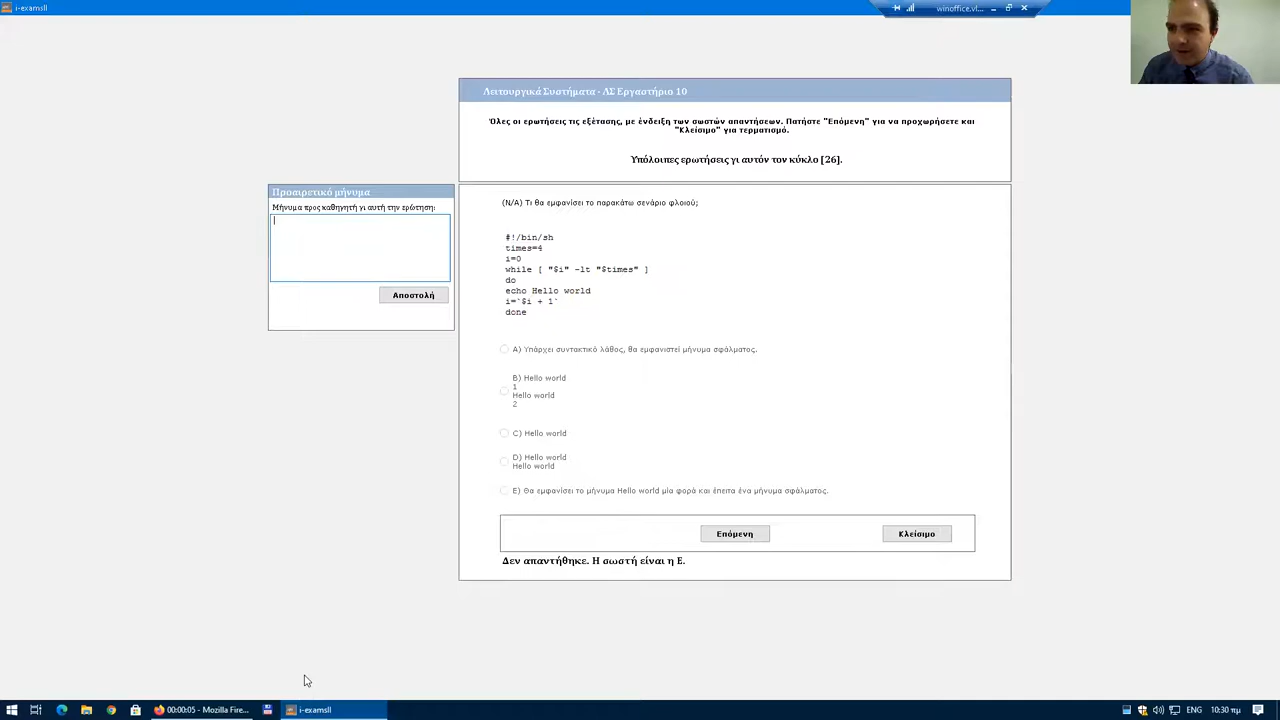 i-examsll
winoffice.vl...
Λειτουργικά Συστήματα - ΛΣ Εργαστήριο 10
Όλες οι ερωτήσεις τις εξέτασης, με ένδειξη των σωστών απαντήσεων. Πατήστε "Επόμενη" για να προχωρήσετε και
"Κλείσιμο" για τερματισμό.
Υπόλοιπες ερωτήσεις γι αυτόν τον κύκλο [26].
Προαιρετικό μήνυμα
Μήνυμα προς καθηγητή γι αυτή την ερώτηση:
Αποστολή
(N/A) Τι θα εμφανίσει το παρακάτω σενάριο φλοιού;
#!/bin/sh
times=4
i=0
while [ "$i" -lt "$times" ]
do
echo Hello world
i=`$i + 1`
done
A) Υπάρχει συντακτικό λάθος, θα εμφανιστεί μήνυμα σφάλματος.
B) Hello world
1
Hello world
2
C) Hello world
D) Hello world
Hello world
E) Θα εμφανίσει το μήνυμα Hello world μία φορά και έπειτα ένα μήνυμα σφάλματος.
Επόμενη
Κλείσιμο
Δεν απαντήθηκε. Η σωστή είναι η E.
00:00:05 - Mozilla Fire...
i-examsll
ENG
10:30 πμ